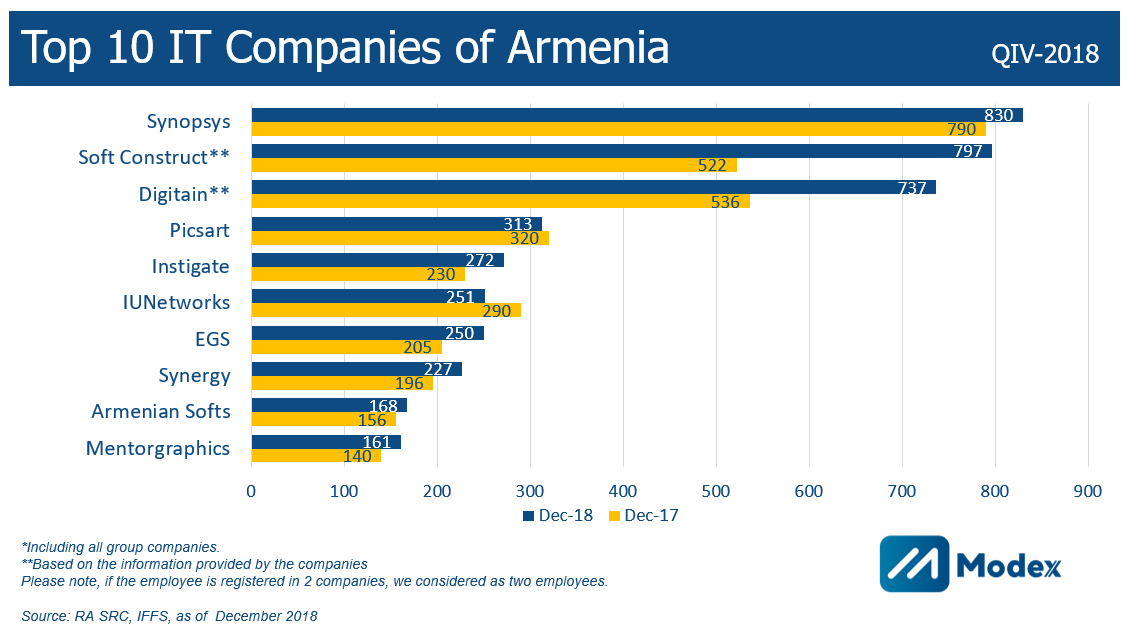 Top 10 IT Companies of Armenia QIV-2018
Synopsys 830
790
Soft Construct** 797
522
Digitain** 737
536
Picsart 313
320
Instigate 272
230
IUNetworks 251
290
EGS 250
205
Synergy 227
196
Armenian Softs 168
156
Mentorgraphics 161
140
0 100 200 300 400 500 600 700 800 900
Dec-18 Dec-17
*Including all group companies.
**Based on the information provided by the companies
Please note, if the employee is registered in 2 companies, we considered as two employees.
Source: RA SRC, IFFS, as of December 2018
Modex